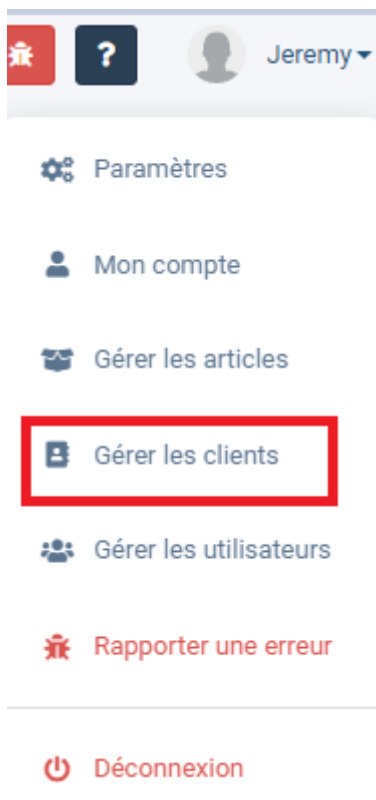 ?
Jeremy
Paramètres
Mon compte
Gérer les articles
Gérer les clients
Gérer les utilisateurs
Rapporter une erreur
Déconnexion